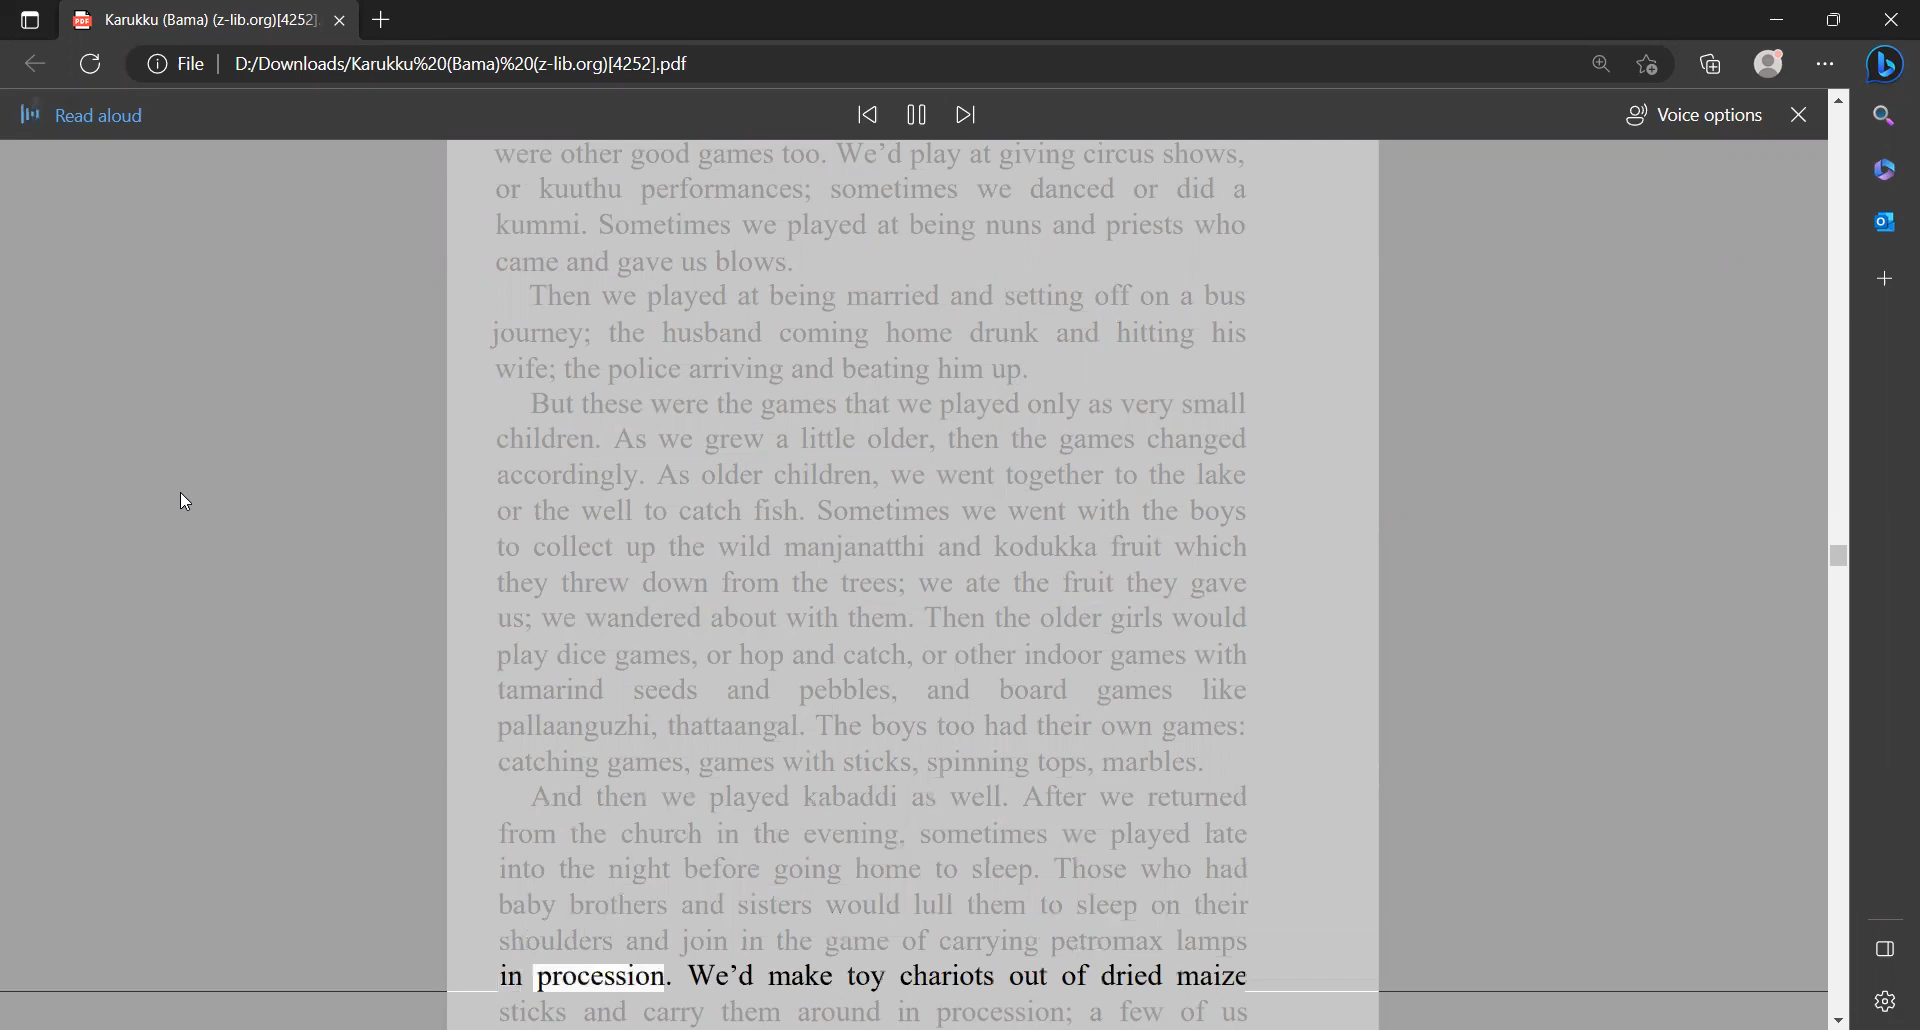 Karukku (Bama) (z-lib.org)[4252].
File
D:/Downloads/Karukku%20(Bama)%20(z-lib.org)[4252].pdf
Read aloud
Voice options
were other good games too. We'd play at giving circus shows,
or kuuthu performances; sometimes we danced or did a
kummi. Sometimes we played at being nuns and priests who
came and gave us blows.
Then we played at being married and setting off on a bus
journey; the husband coming home drunk and hitting his
wife; the police arriving and beating him up.
But these were the games that we played only as very small
children. As we grew a little older, then the games changed
accordingly. As older children, we went together to the lake
or the well to catch fish. Sometimes we went with the boys
to collect up the wild manjanatthi and kodukka fruit which
they threw down from the trees; we ate the fruit they gave
us; we wandered about with them. Then the older girls would
play dice games, or hop and catch, or other indoor games with
tamarind seeds and pebbles, and board games like
pallaanguzhi, thattaangal. The boys too had their own games:
catching games, games with sticks, spinning tops, marbles.
And then we played kabaddi as well. After we returned
from the church in the evening, sometimes we played late
into the night before going home to sleep. Those who had
baby brothers and sisters would lull them to sleep on their
shoulders and join in the game of carrying petromax lamps
in procession. We'd make toy chariots out of dried maize
sticks and carry them around in procession; a few of us